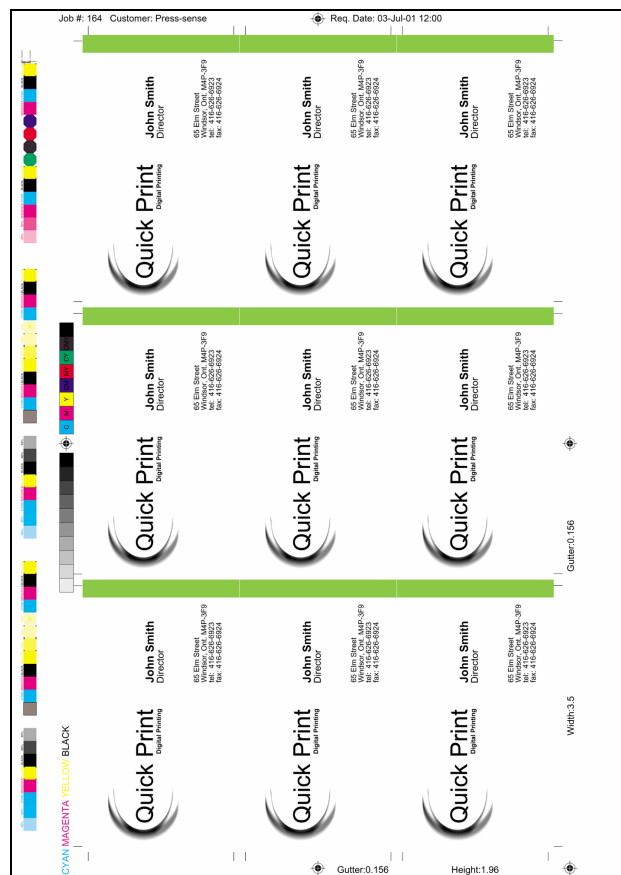 Job #: 164 Customer: Press-sense
Req. Date: 03-Jul-01 12:00
John Smith
Director
65 Elm Street
Windsor, Ont. M4P-3F9
tel: 416-626-6923
fax: 416-626-6924
Quick Print
Digital Printing
John Smith
Director
65 Elm Street
Windsor, Ont. M4P-3F9
tel: 416-626-6923
fax: 416-626-6924
Quick Print
Digital Printing
John Smith
Director
65 Elm Street
Windsor, Ont. M4P-3F9
tel: 416-626-6923
fax: 416-626-6924
Quick Print
Digital Printing
John Smith
Director
65 Elm Street
Windsor, Ont. M4P-3F9
tel: 416-626-6923
fax: 416-626-6924
Quick Print
Digital Printing
John Smith
Director
65 Elm Street
Windsor, Ont. M4P-3F9
tel: 416-626-6923
fax: 416-626-6924
Quick Print
Digital Printing
John Smith
Director
65 Elm Street
Windsor, Ont. M4P-3F9
tel: 416-626-6923
fax: 416-626-6924
Quick Print
Digital Printing
John Smith
Director
65 Elm Street
Windsor, Ont. M4P-3F9
tel: 416-626-6923
fax: 416-626-6924
Quick Print
Digital Printing
John Smith
Director
65 Elm Street
Windsor, Ont. M4P-3F9
tel: 416-626-6923
fax: 416-626-6924
Quick Print
Digital Printing
John Smith
Director
65 Elm Street
Windsor, Ont. M4P-3F9
tel: 416-626-6923
fax: 416-626-6924
Quick Print
Digital Printing
C M Y CM MY CY CMY
CYAN MAGENTA YELLOW BLACK
Gutter:0.156
Width:3.5
Gutter:0.156
Height:1.96